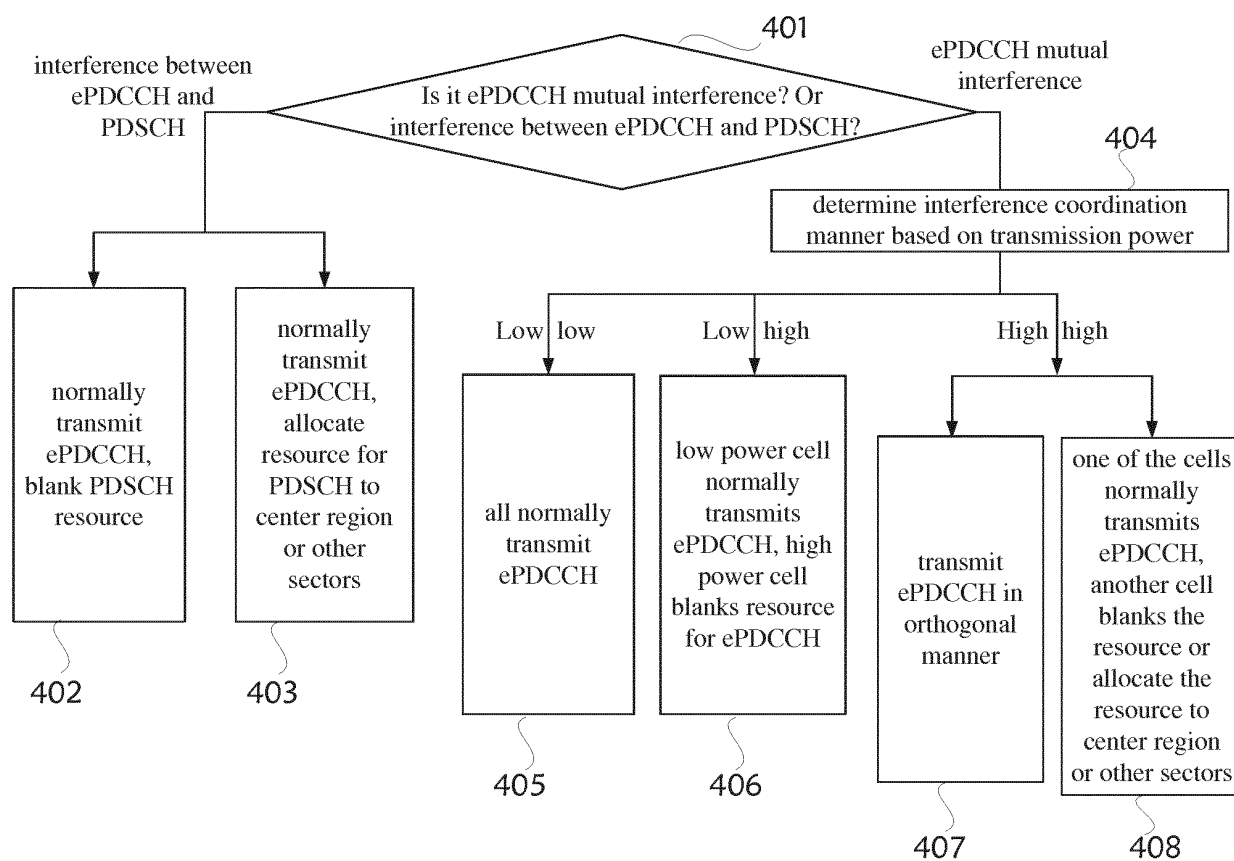 401
interference between
ePDCCH and
PDSCH
Is it ePDCCH mutual interference? Or
interference between ePDCCH and PDSCH?
ePDCCH mutual
interference
404
determine interference coordination
manner based on transmission power
Low low
Low high
High high
normally
transmit
ePDCCH,
blank PDSCH
resource
402
normally
transmit
ePDCCH,
allocate
resource for
PDSCH to
center region
or other
sectors
403
all normally
transmit
ePDCCH
405
low power cell
normally
transmits
ePDCCH, high
power cell
blanks resource
for ePDCCH
406
transmit
ePDCCH in
orthogonal
manner
407
one of the cells
normally
transmits
ePDCCH,
another cell
blanks the
resource or
allocate the
resource to
center region
or other sectors
408